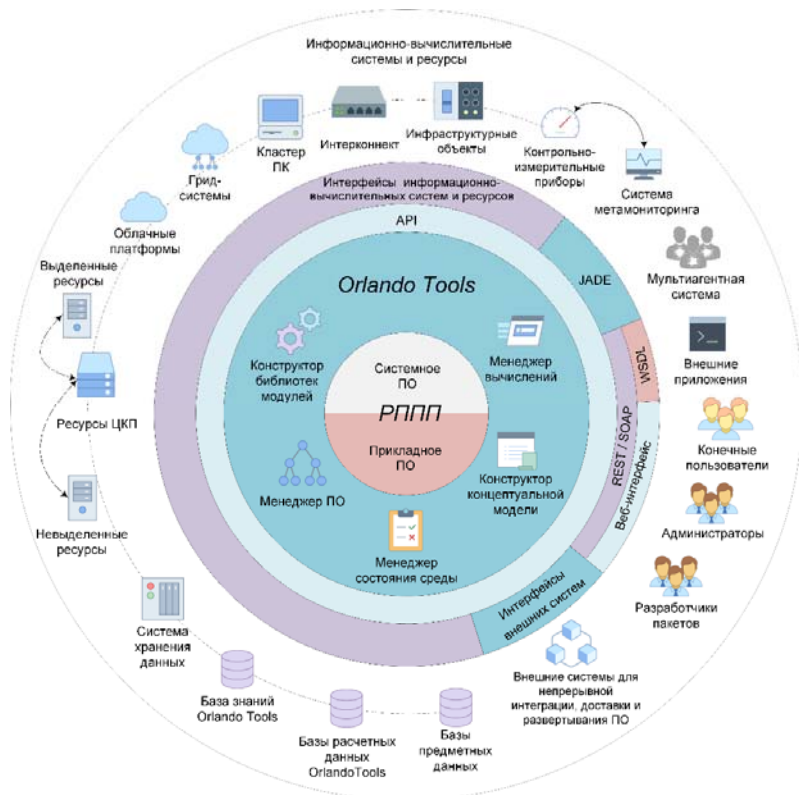 Информационно-вычислительные
системы и ресурсы
Интерконнект
Инфраструктурные
объекты
Кластер
ПК
Контрольно-
измерительные
приборы
Грид-
системы
Система
метамониторинга
Облачные
платформы
Интерфейсы информационно-
вычислительных систем и ресурсов
API
JADE
Мультиагентная
система
Выделенные
ресурсы
Orlando Tools
WSDL
Внешние
приложения
Конструктор
библиотек
модулей
Менеджер
вычислений
Системное
ПО
РППП
Прикладное
ПО
Ресурсы ЦКП
REST / SOAP
Веб-интерфейс
Конечные
пользователи
Менеджер ПО
Конструктор
концептуальной
модели
Невыделенные
ресурсы
Администраторы
Менеджер
состояния среды
Интерфейсы
внешних систем
Разработчики
пакетов
Система
хранения
данных
База знаний
Orlando Tools
Базы расчетных
данных
OrlandoTools
Базы
предметных
данных
Внешние системы для
непрерывной
интеграции, доставки и
развертывания ПО